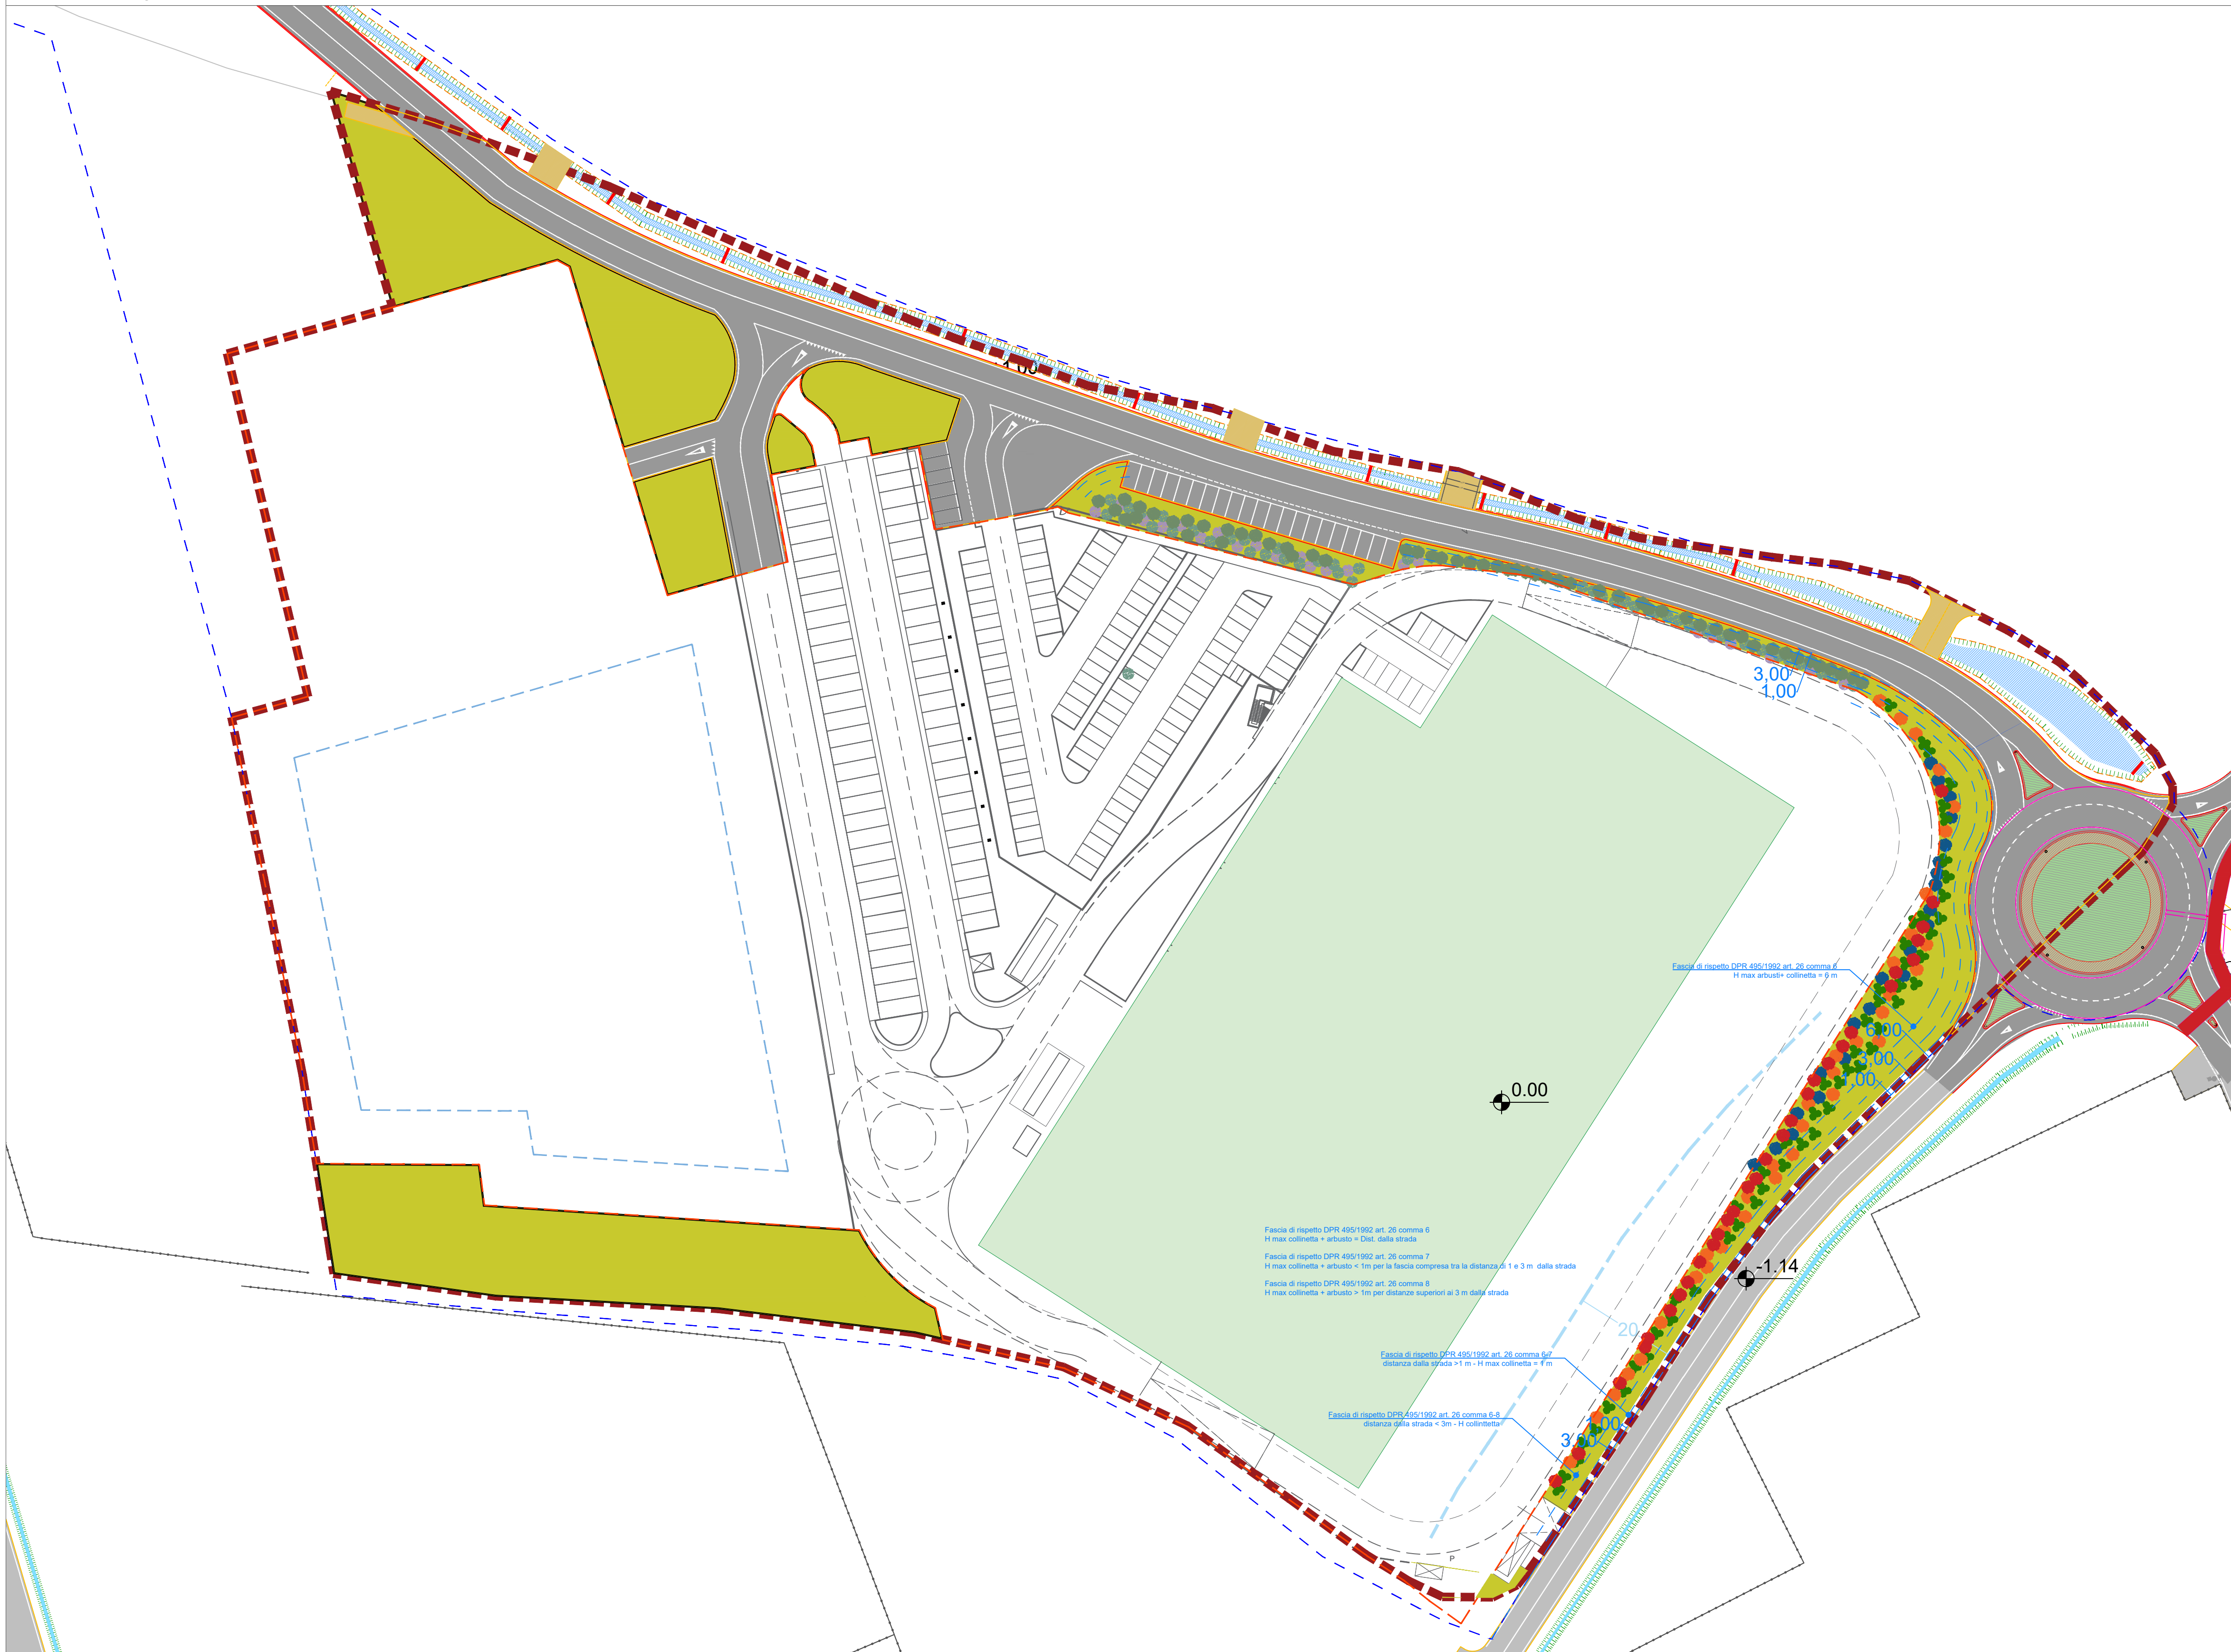 1.00
3,00
1,00
Fascia di rispetto DPR 495/1992 art. 26 comma 6
H max arbusti+ collinetta = 6 m
6,00
3,00
1,00
0.00
Fascia di rispetto DPR 495/1992 art. 26 comma 6
H max collinetta + arbusto = Dist. dalla strada
Fascia di rispetto DPR 495/1992 art. 26 comma 7
H max collinetta + arbusto < 1m per la fascia compresa tra la distanza di 1 e 3 m dalla strada
Fascia di rispetto DPR 495/1992 art. 26 comma 8
H max collinetta + arbusto > 1m per distanze superiori ai 3 m dalla strada
-1.14
20
Fascia di rispetto DPR 495/1992 art. 26 comma 6-7
distanza dalla strada >1 m - H max collinetta = 1 m
Fascia di rispetto DPR 495/1992 art. 26 comma 6-8
distanza dalla strada < 3m - H collinttetta
1,00
3,00
P